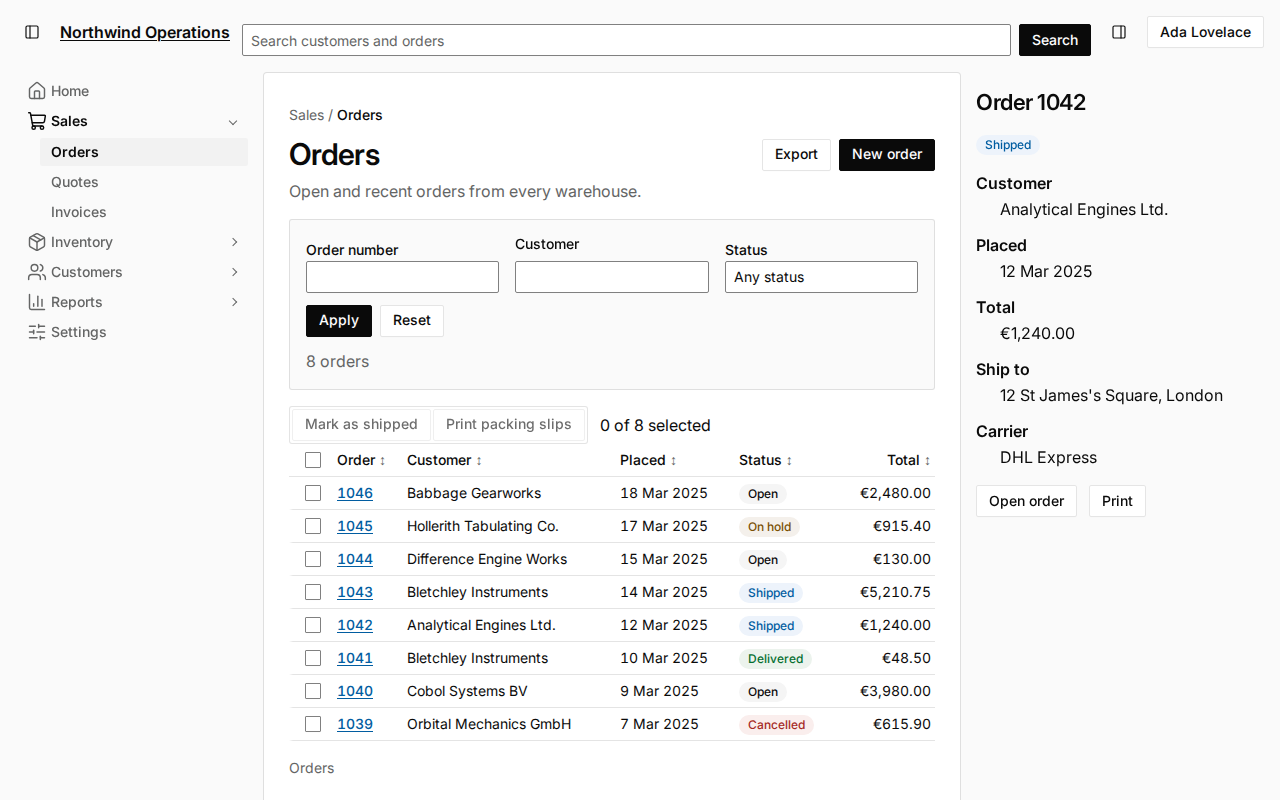 Northwind Operations
Search customers and orders
Search
Ada Lovelace
Home
Sales
Orders
Quotes
Invoices
Inventory
Customers
Reports
Settings
Sales / Orders
Orders
Export
New order
Open and recent orders from every warehouse.
Order number
Customer
Status
Any status
Apply
Reset
8 orders
Mark as shipped
Print packing slips
0 of 8 selected
Order ↕ Customer ↕ Placed ↕ Status ↕ Total ↕
1046 Babbage Gearworks 18 Mar 2025 Open €2,480.00
1045 Hollerith Tabulating Co. 17 Mar 2025 On hold €915.40
1044 Difference Engine Works 15 Mar 2025 Open €130.00
1043 Bletchley Instruments 14 Mar 2025 Shipped €5,210.75
1042 Analytical Engines Ltd. 12 Mar 2025 Shipped €1,240.00
1041 Bletchley Instruments 10 Mar 2025 Delivered €48.50
1040 Cobol Systems BV 9 Mar 2025 Open €3,980.00
1039 Orbital Mechanics GmbH 7 Mar 2025 Cancelled €615.90
Orders
Order 1042
Shipped
Customer
Analytical Engines Ltd.
Placed
12 Mar 2025
Total
€1,240.00
Ship to
12 St James's Square, London
Carrier
DHL Express
Open order
Print